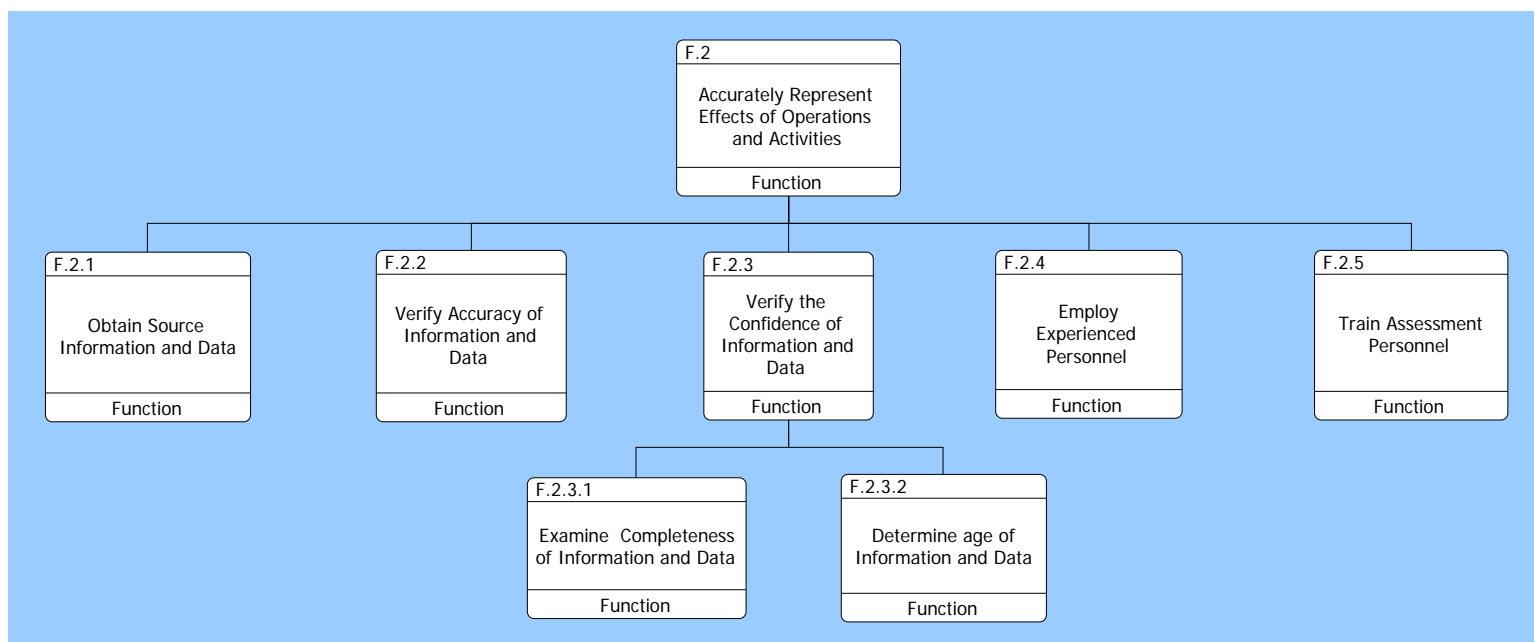 F.2
Accurately Represent
Effects of Operations
and Activities
Function
F.2.1
Obtain Source
Information and Data
Function
F.2.2
Verify Accuracy of
Information and
Data
Function
F.2.3
Verify the
Confidence of
Information and
Data
Function
F.2.4
Employ
Experienced
Personnel
Function
F.2.5
Train Assessment
Personnel
Function
F.2.3.1
Examine Completeness
of Information and Data
Function
F.2.3.2
Determine age of
Information and Data
Function